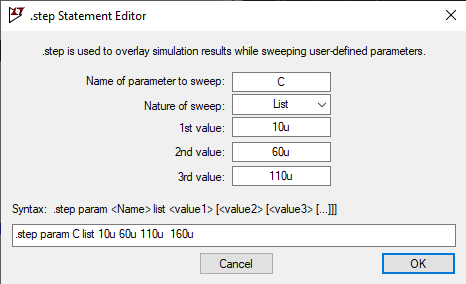 .step Statement Editor
.step is used to overlay simulation results while sweeping user-defined parameters.
Name of parameter to sweep: C
Nature of sweep: List
1st value: 10u
2nd value: 60u
3rd value: 110u
Syntax: .step param <Name> list <value1> [<value2> [<value3> [...]]]
.step param C list 10u 60u 110u 160u
Cancel OK